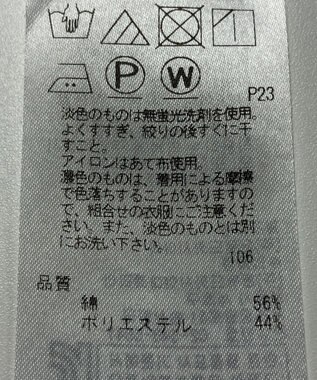 P W
P23
淡色のものは無蛍光洗剤を使用。
よくすすぎ、絞りの後すぐに干
すこと。
アイロンはあて布使用。
濃色のものは、着用による摩擦
で色落ちすることがありますの
で、組合せの衣服にご注意くだ
さい。また、淡色のものとは別
にお洗い下さい。
106
品質
綿 56%
ポリエステル 44%